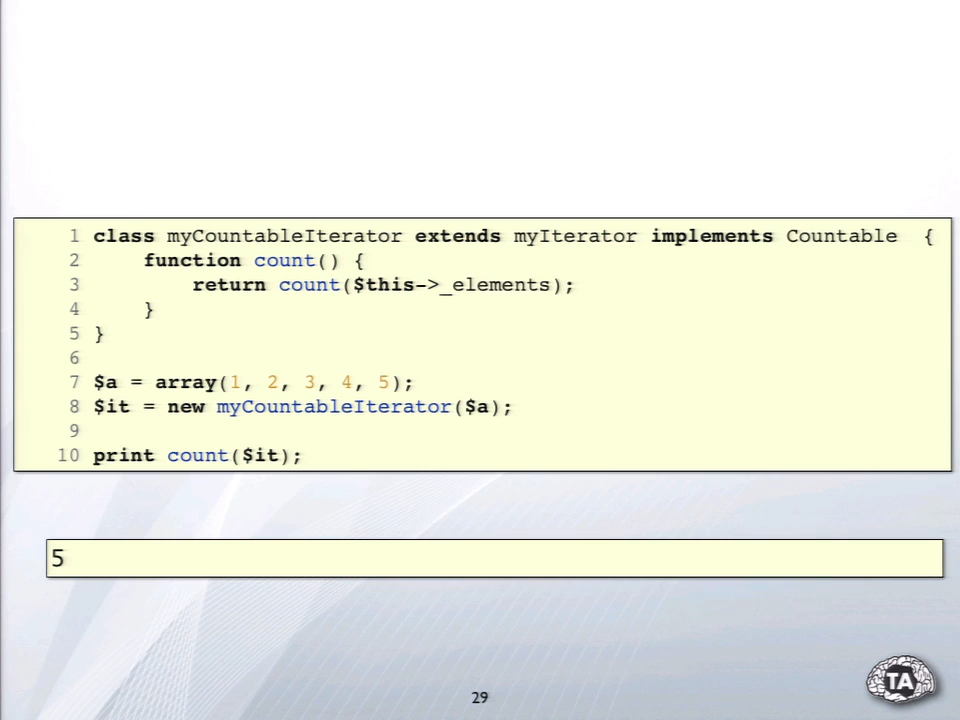 1 class myCountableIterator extends myIterator implements Countable  {
2     function count() {
3         return count($this->_elements);
4     }
5 }
6
7 $a = array(1, 2, 3, 4, 5);
8 $it = new myCountableIterator($a);
9
10 print count($it);
5
TA
29